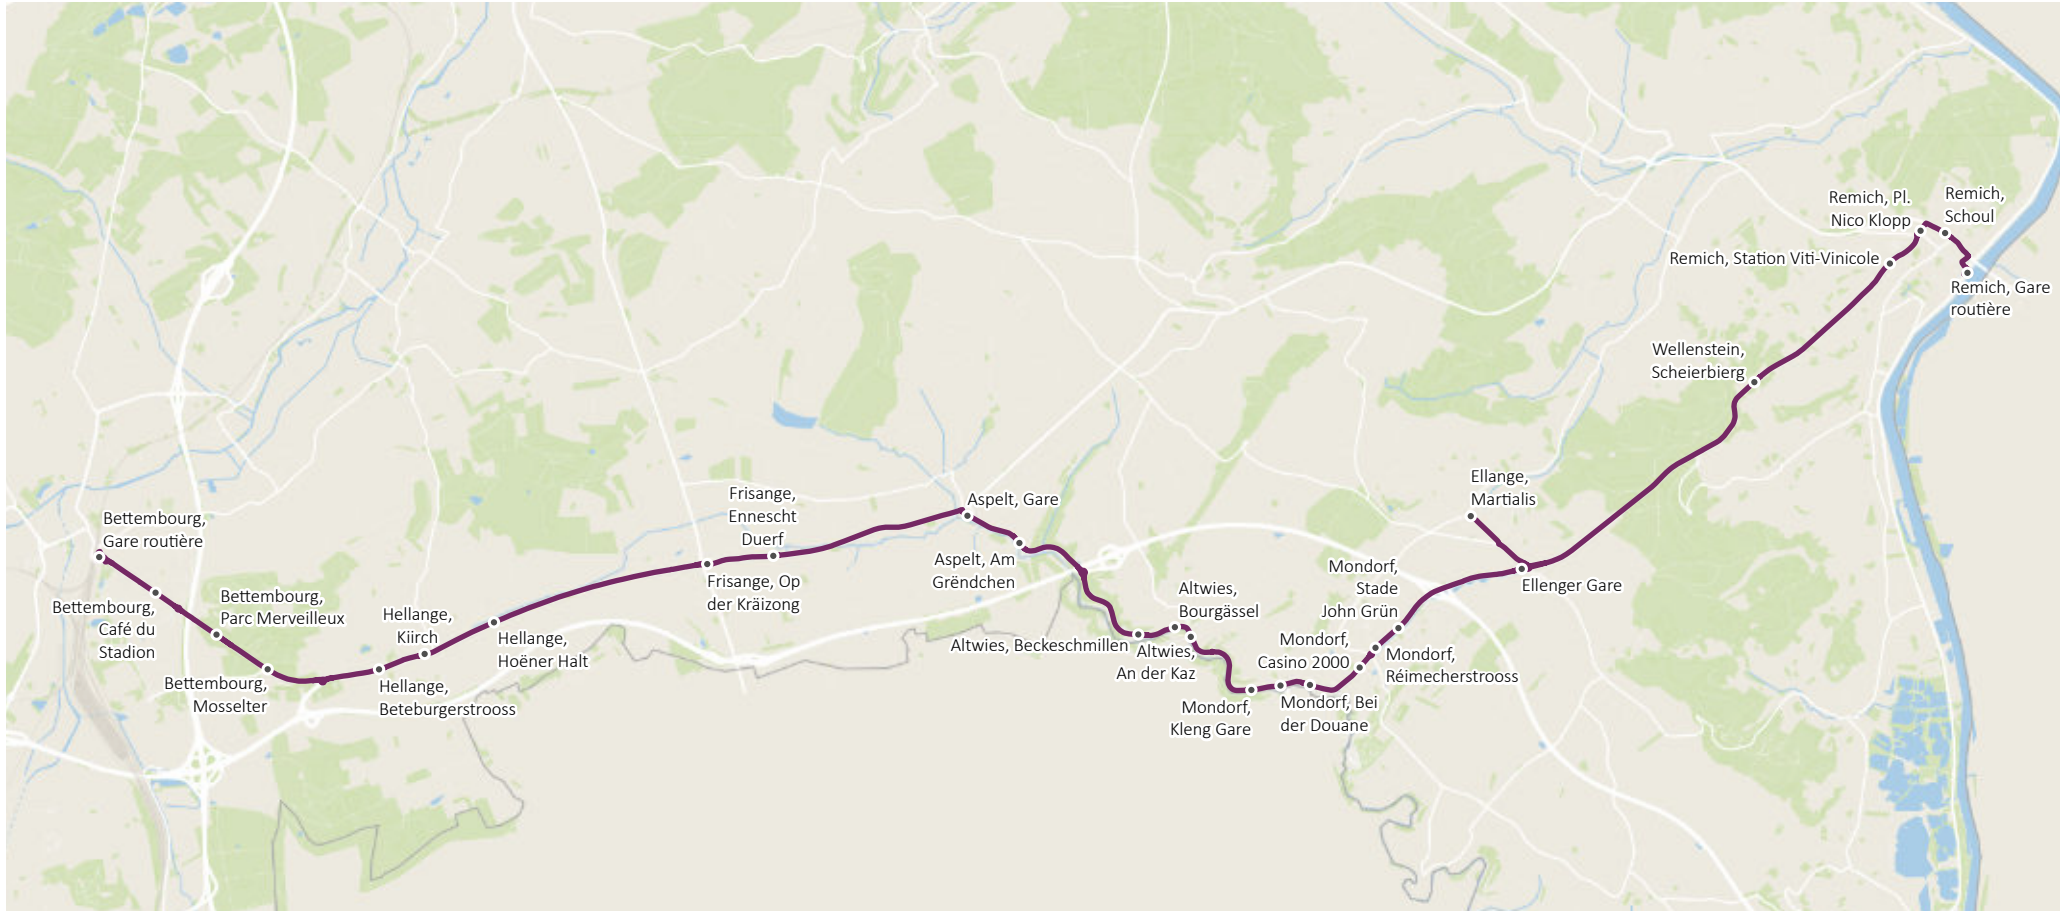 Bettembourg,
Gare routière
Bettembourg,
Café du
Stadion
Bettembourg,
Parc Merveilleux
Bettembourg,
Mosselter
Hellange,
Beteburgerstrooss
Hellange,
Kiirch
Hellange,
Hoëner Halt
Frisange, Op
der Kräizong
Frisange,
Ennescht
Duerf
Aspelt, Gare
Aspelt, Am
Grëndchen
Altwies, Beckeschmillen
Altwies,
Bourgässel
Altwies,
An der Kaz
Mondorf,
Kleng Gare
Mondorf, Bei
der Douane
Mondorf,
Casino 2000
Mondorf,
Réimecherstrooss
Mondorf,
Stade
John Grün
Ellange,
Martialis
Ellenger Gare
Wellenstein,
Scheierbierg
Remich, Station Viti-Vinicole
Remich, Pl.
Nico Klopp
Remich,
Schoul
Remich, Gare
routière